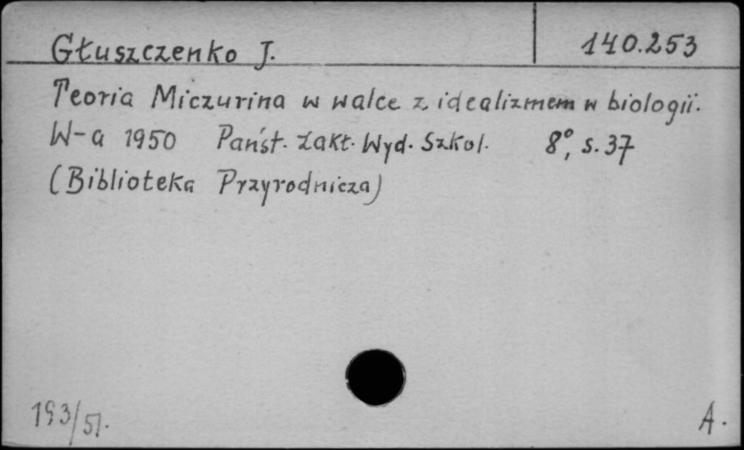 Głuszczenko J.
140.253
Teoria Miczurina w walce z idealizmem w biologii.
W-a 1950 Państ. Zakł. Wyd. Szkol. 8°, s. 37
(Biblioteka Przyrodnicza)
193/51.
A.